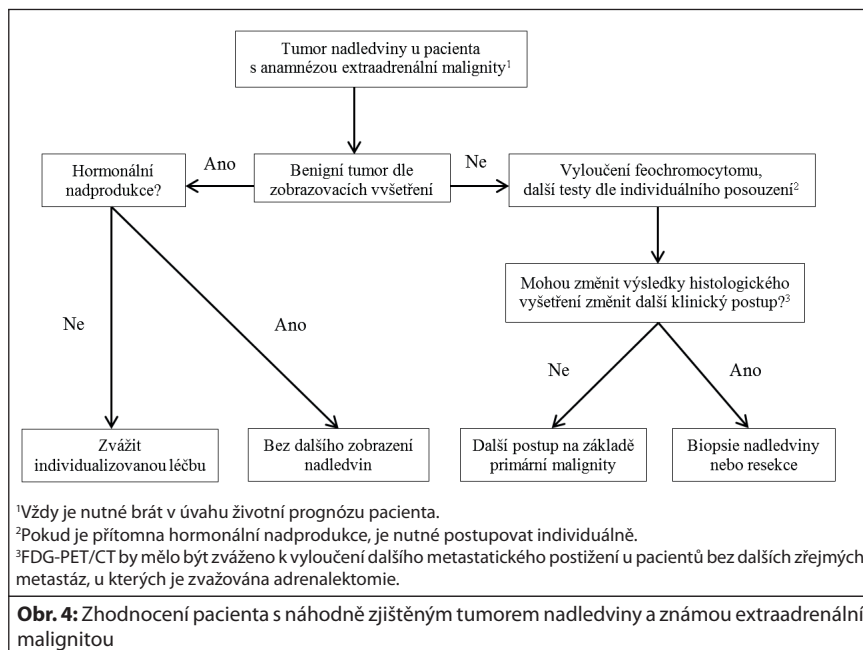 Tumor nadledviny u pacienta
s anamnézou extraadrenální malignity¹
Hormonální
nadprodukce?
Ano
Benigní tumor dle
zobrazovacích vvšetření
Ne
Vyloučení feochromocytomu,
další testy dle individuálního posouzení²
Mohou změnit výsledky histologického
vyšetření změnit další klinický postup?³
Ne
Ano
Ne
Ano
Zvážit
individualizovanou léčbu
Bez dalšího zobrazení
nadledvin
Další postup na základě
primární malignity
Biopsie nadledviny
nebo resekce
¹Vždy je nutné brát v úvahu životní prognózu pacienta.
²Pokud je přítomna hormonální nadprodukce, je nutné postupovat individuálně.
³FDG-PET/CT by mělo být zváženo k vyloučení dalšího metastatického postižení u pacientů bez dalších zřejmých
metastáz, u kterých je zvažována adrenalektomie.
Obr. 4: Zhodnocení pacienta s náhodně zjištěným tumorem nadledviny a známou extraadrenální
malignitou